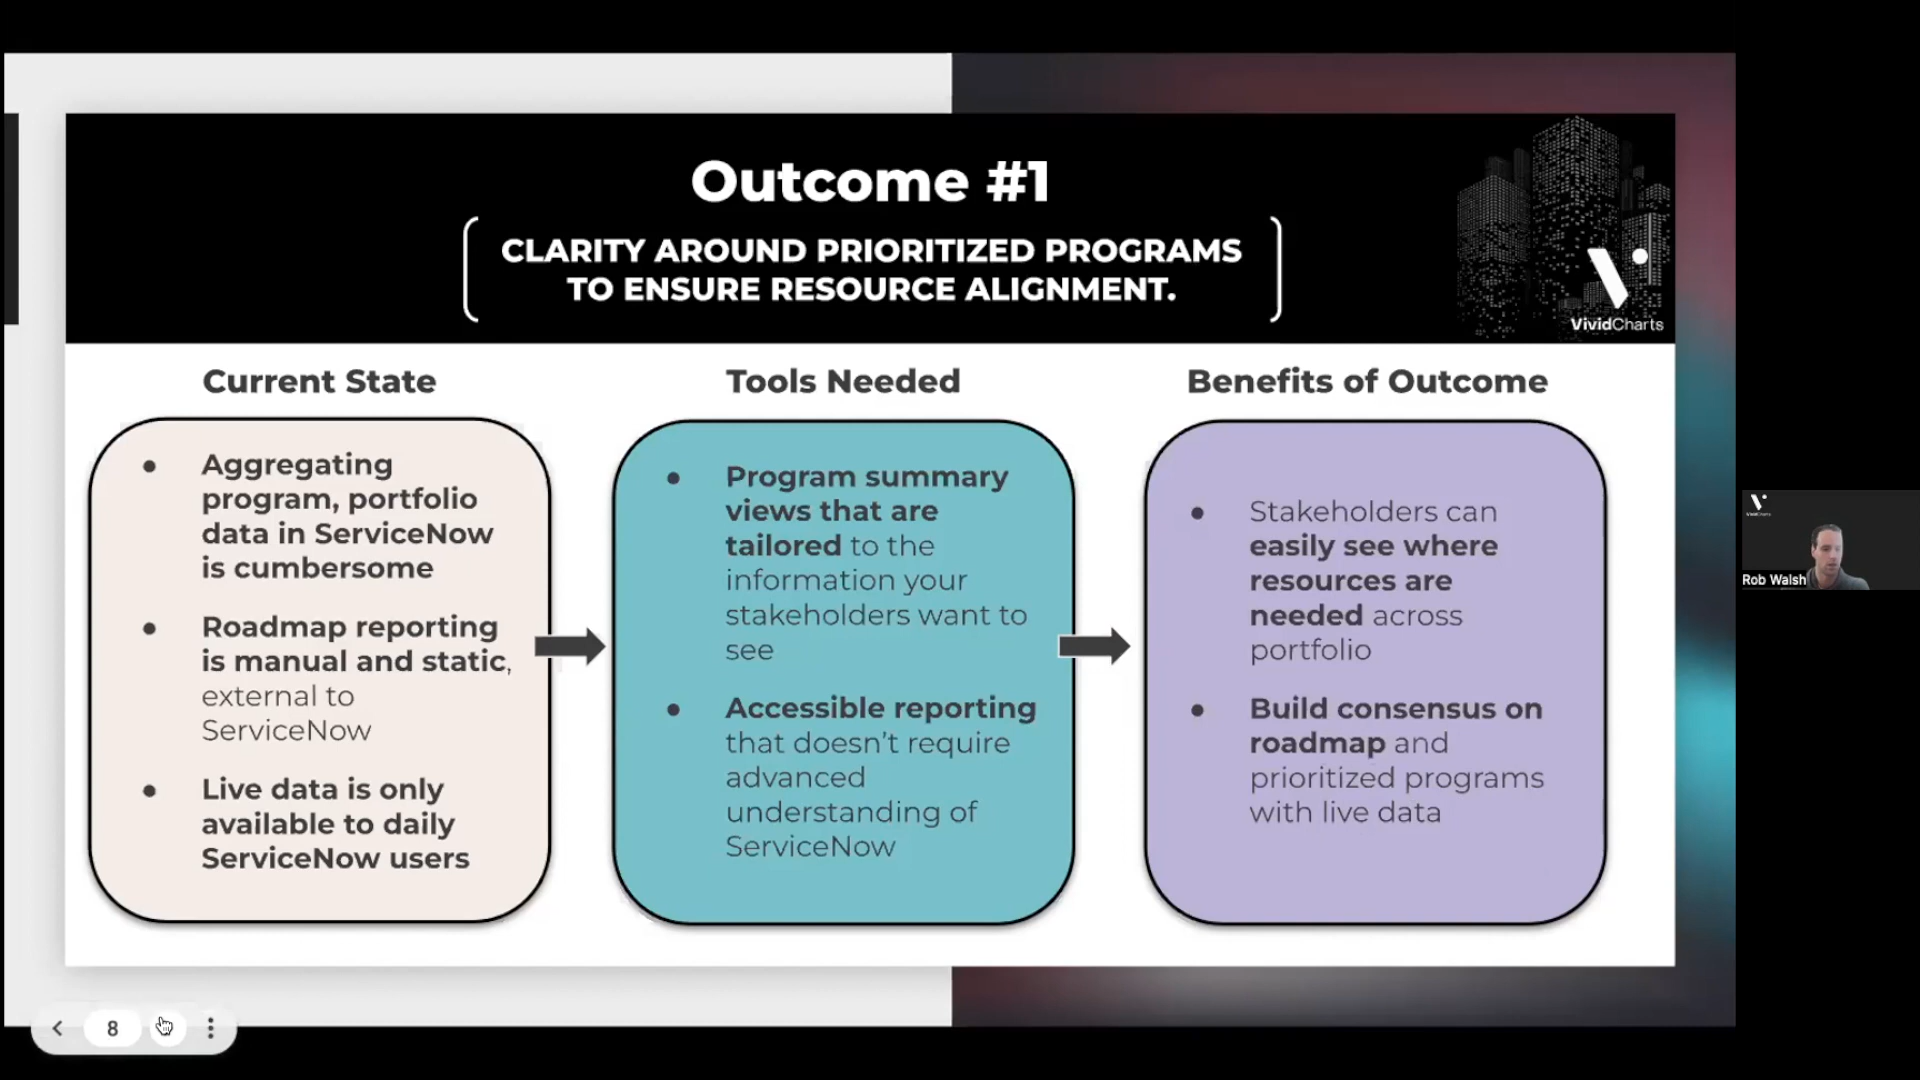 Outcome #1
CLARITY AROUND PRIORITIZED PROGRAMS
TO ENSURE RESOURCE ALIGNMENT.
VividCharts
Current State
Aggregating
program, portfolio
data in ServiceNow
is cumbersome
Roadmap reporting
is manual and static,
external to
ServiceNow
Live data is only
available to daily
ServiceNow users
Tools Needed
Program summary
views that are
tailored to the
information your
stakeholders want to
see
Accessible reporting
that doesn’t require
advanced
understanding of
ServiceNow
Benefits of Outcome
Stakeholders can
easily see where
resources are
needed across
portfolio
Build consensus on
roadmap and
prioritized programs
with live data
Rob Walsh
8